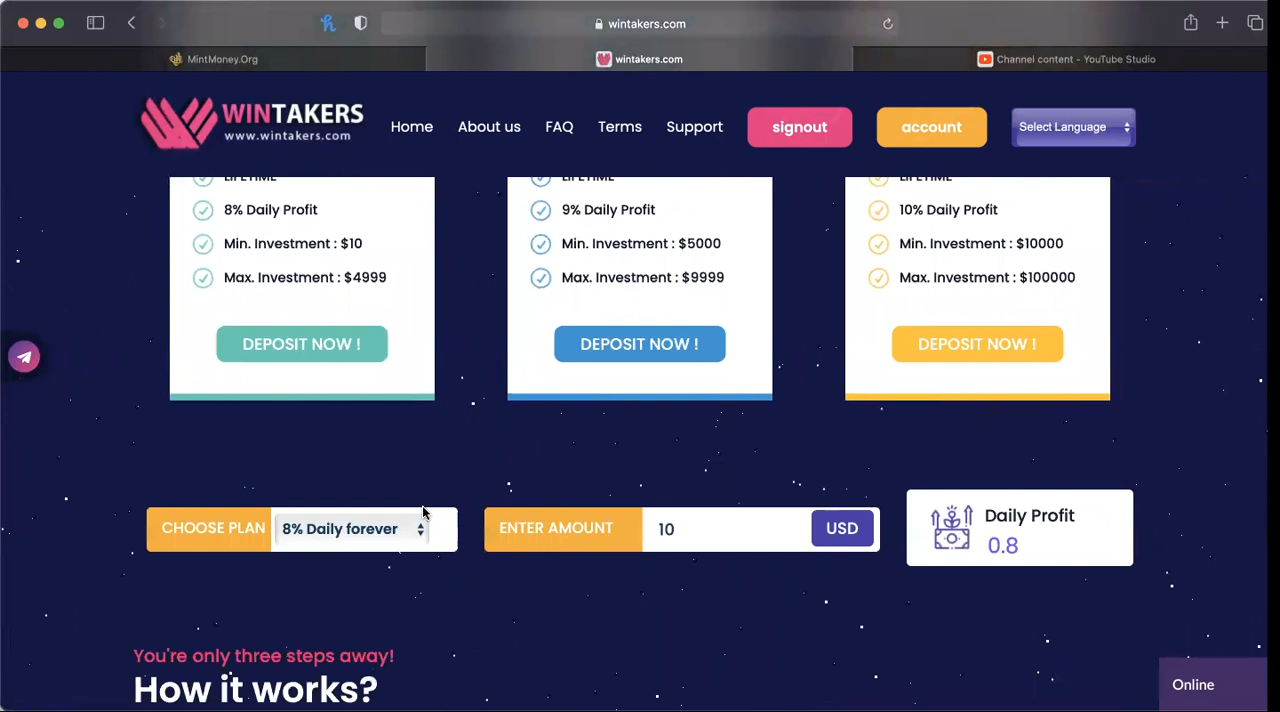 wintakers.com
MintMoney.Org
wintakers.com
Channel content - YouTube Studio
WINTAKERS
www.wintakers.com
Home
About us
FAQ
Terms
Support
signout
account
Select Language
LIFETIME
8% Daily Profit
Min. Investment : $10
Max. Investment : $4999
DEPOSIT NOW !
LIFETIME
9% Daily Profit
Min. Investment : $5000
Max. Investment : $9999
DEPOSIT NOW !
LIFETIME
10% Daily Profit
Min. Investment : $10000
Max. Investment : $100000
DEPOSIT NOW !
CHOOSE PLAN
8% Daily forever
ENTER AMOUNT
10
USD
Daily Profit
0.8
You're only three steps away!
How it works?
Online